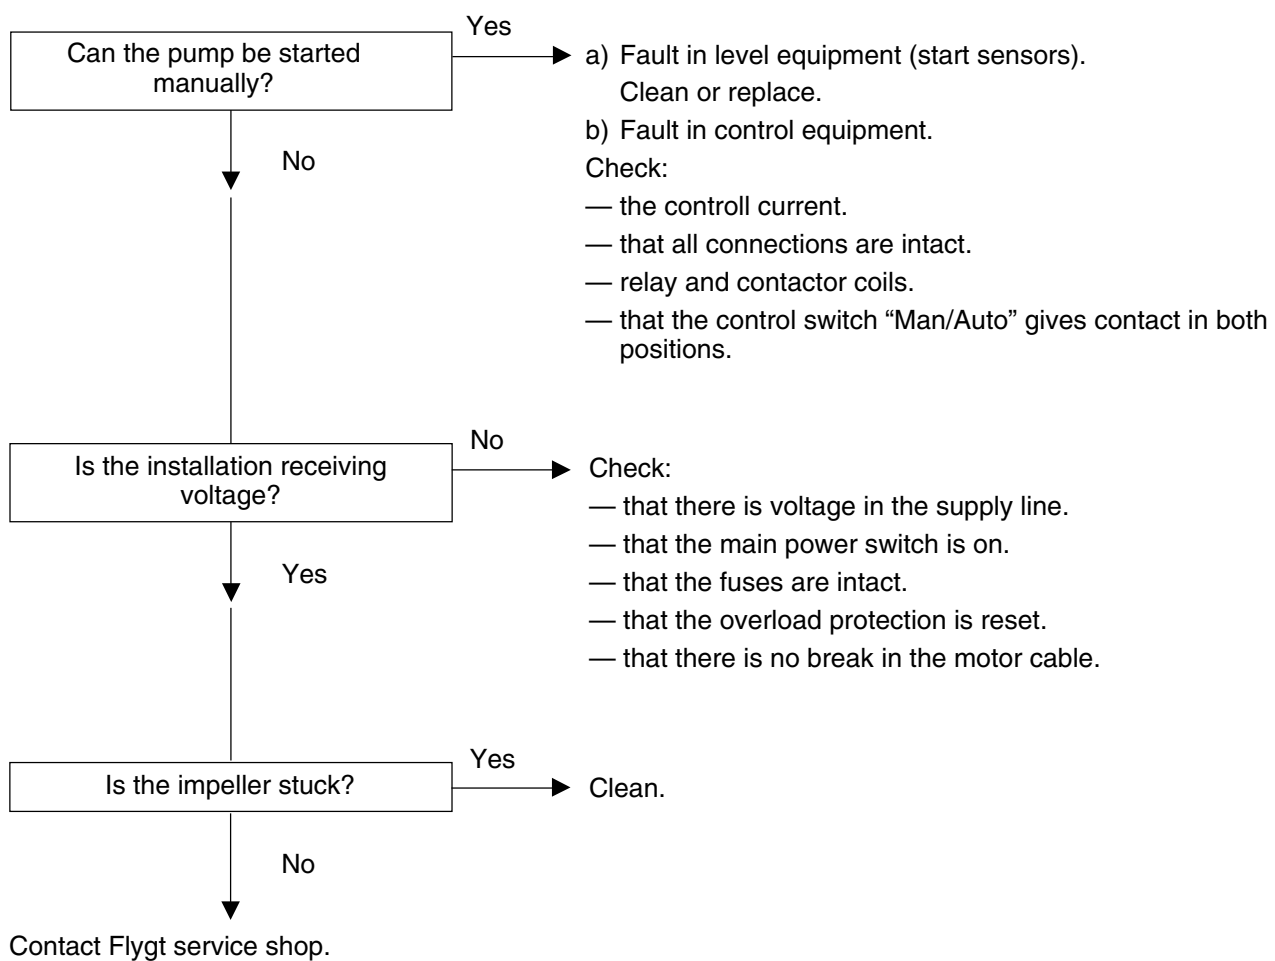 Can the pump be started
manually?
Yes
a) Fault in level equipment (start sensors).
Clean or replace.
b) Fault in control equipment.
Check:
— the controll current.
— that all connections are intact.
— relay and contactor coils.
— that the control switch “Man/Auto” gives contact in both
positions.
No
Is the installation receiving
voltage?
No
Check:
— that there is voltage in the supply line.
— that the main power switch is on.
— that the fuses are intact.
— that the overload protection is reset.
— that there is no break in the motor cable.
Yes
Is the impeller stuck?
Yes
Clean.
No
Contact Flygt service shop.